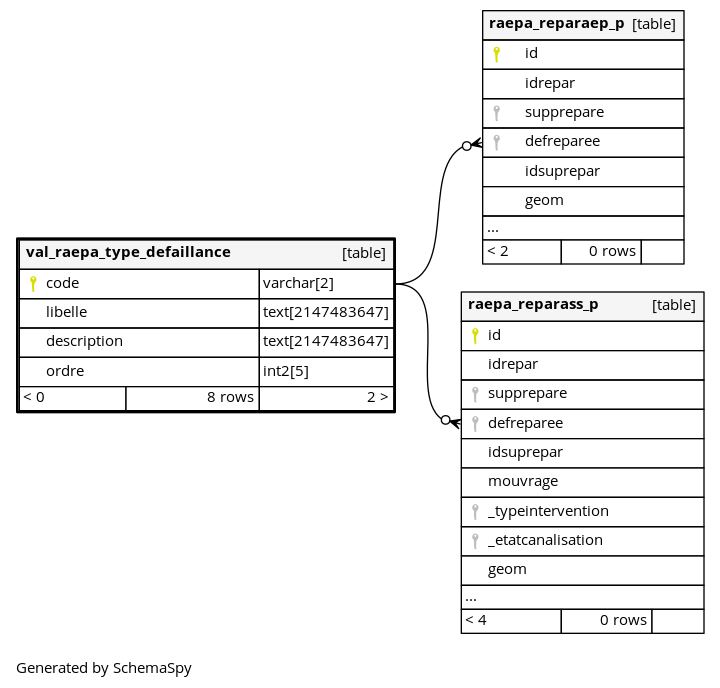 raepa_reparaep_p [table]
id
idrepar
supprepare
defreparee
idsuprepar
geom
...
< 2 0 rows
val_raepa_type_defaillance [table]
code varchar[2]
libelle text[2147483647]
description text[2147483647]
ordre int2[5]
< 0 8 rows 2 >
raepa_reparass_p [table]
id
idrepar
supprepare
defreparee
idsuprepar
mouvrage
_typeintervention
_etatcanalisation
geom
...
< 4 0 rows
Generated by SchemaSpy